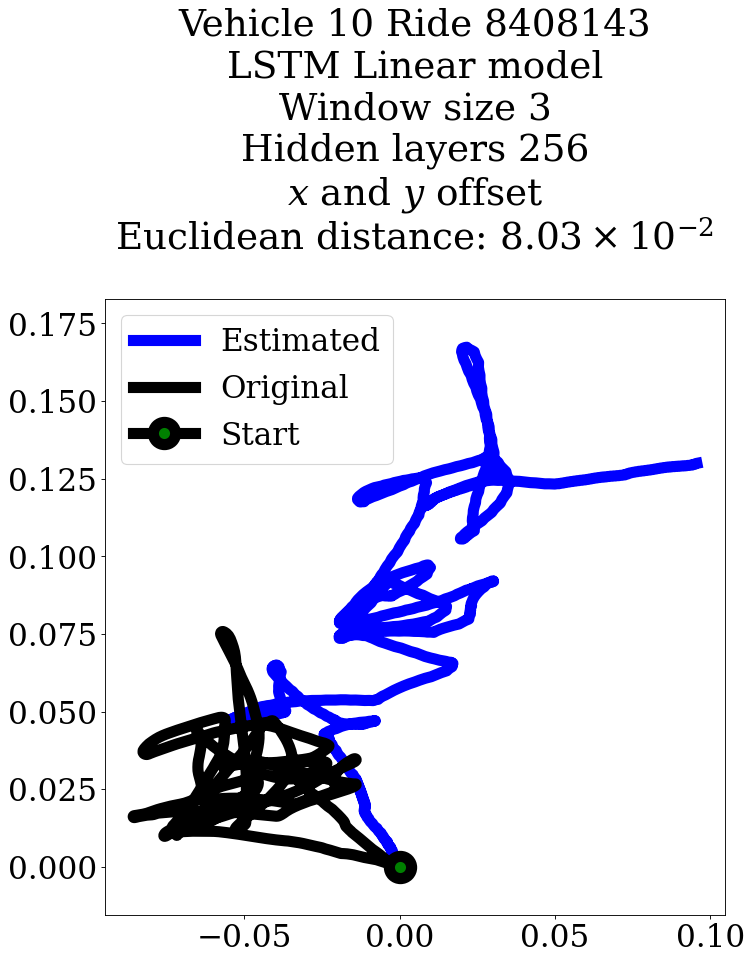 Vehicle 10 Ride 8408143
LSTM Linear model
Window size 3
Hidden layers 256
x and y offset
Euclidean distance: 8.03 × 10⁻²
Estimated
Original
Start
0.175
0.150
0.125
0.100
0.075
0.050
0.025
0.000
−0.05 0.00 0.05 0.10